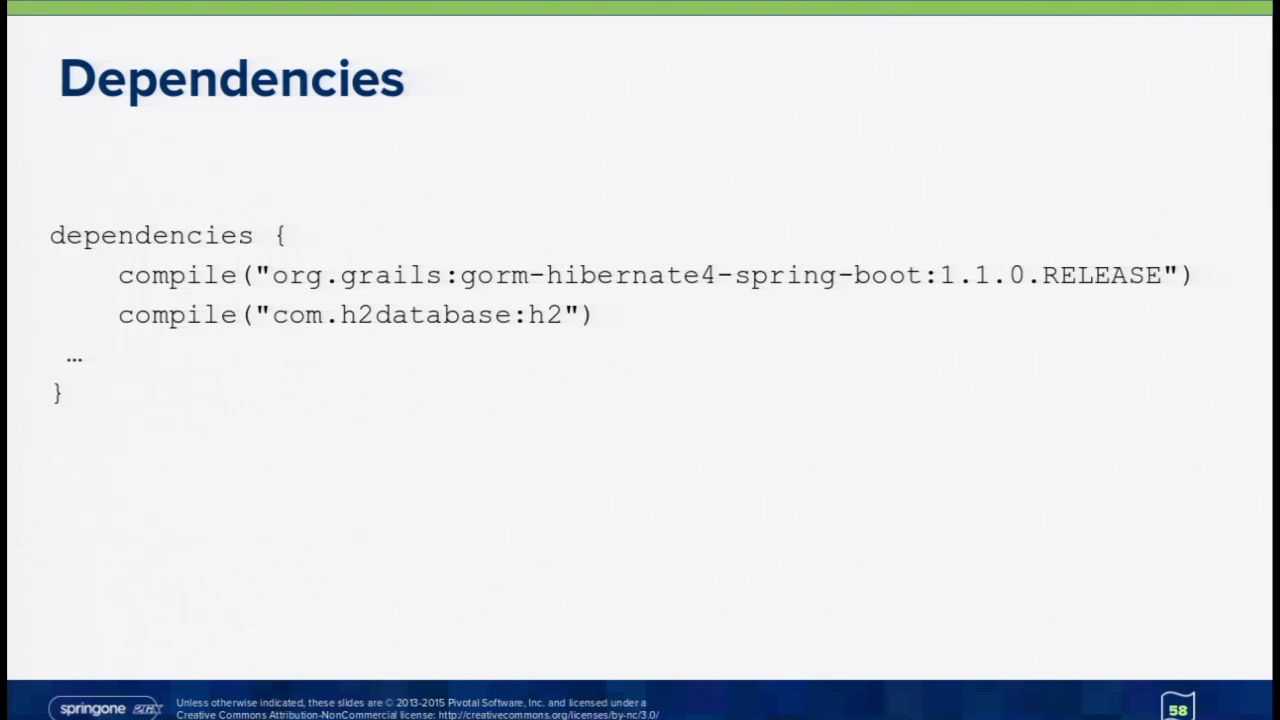 Dependencies
dependencies {
compile("org.grails:gorm-hibernate4-spring-boot:1.1.0.RELEASE")
compile("com.h2database:h2")
…
}
springone 2GX
Unless otherwise indicated, these slides are © 2013-2015 Pivotal Software, Inc. and licensed under a
Creative Commons Attribution-NonCommercial license: http://creativecommons.org/licenses/by-nc/3.0/
58